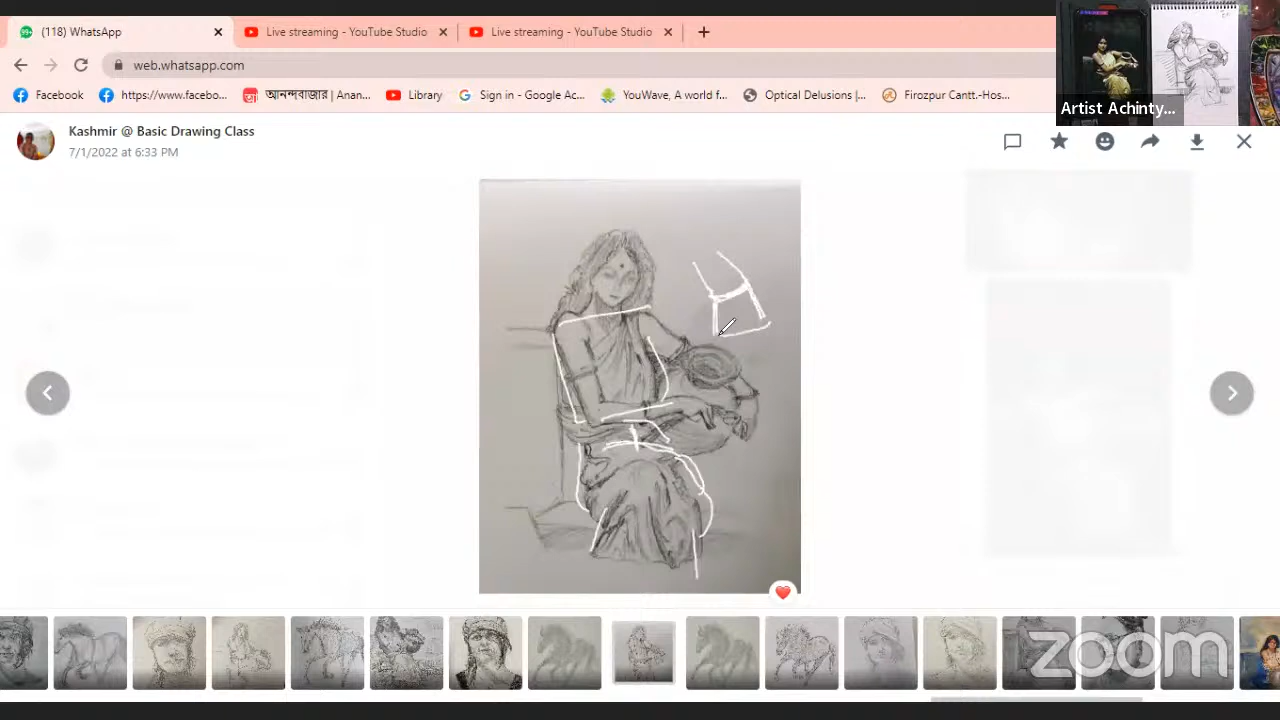 (118) WhatsApp
Live streaming - YouTube Studio
Live streaming - YouTube Studio
web.whatsapp.com
Facebook
https://www.facebo...
আনন্দবাজার | Anan...
Library
Sign in - Google Ac...
YouWave, A world f...
Optical Delusions |...
Firozpur Cantt.-Hos...
Artist Achinty...
Kashmir @ Basic Drawing Class
7/1/2022 at 6:33 PM
zoom